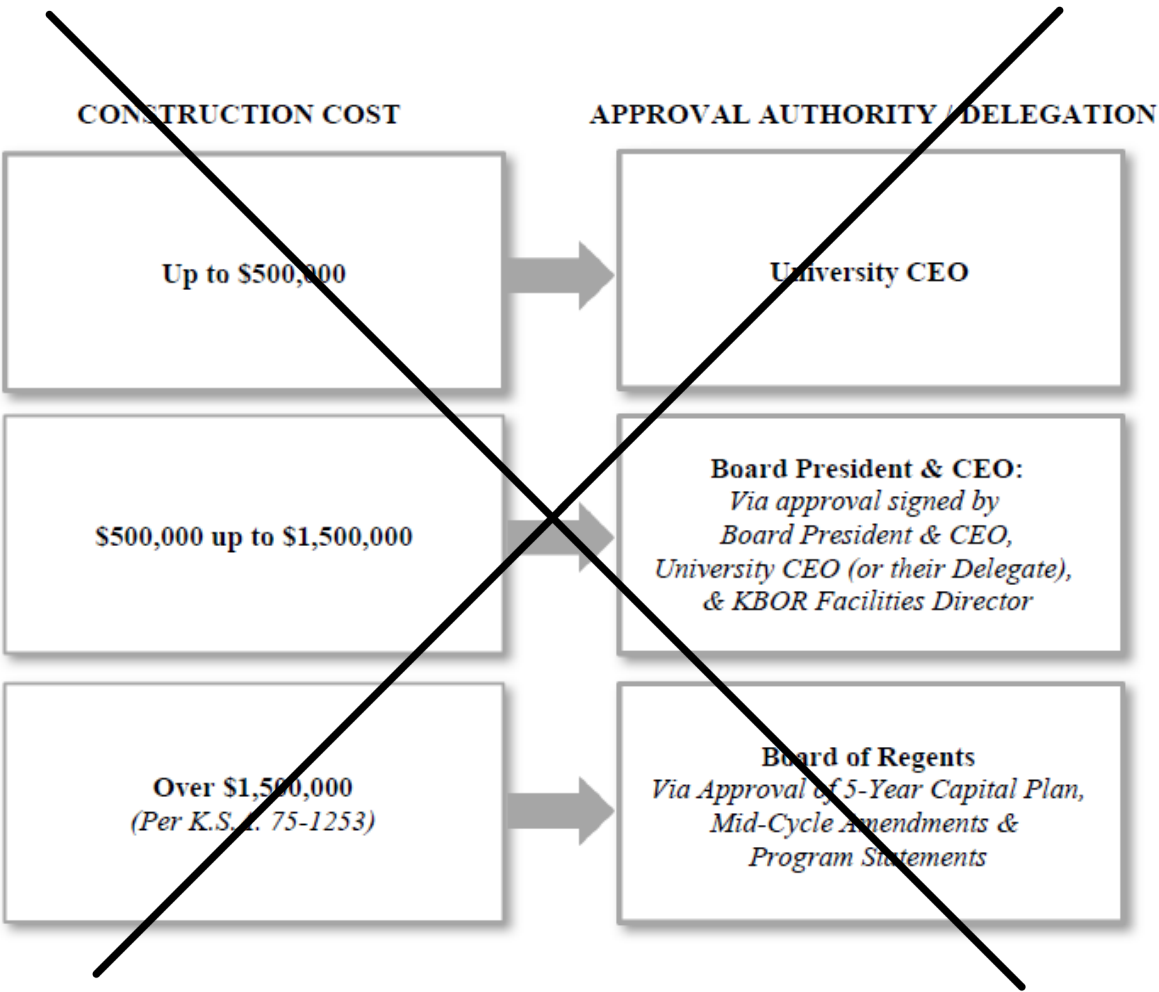 CONSTRUCTION COST
APPROVAL AUTHORITY / DELEGATION
Up to $500,000
University CEO
$500,000 up to $1,500,000
Board President & CEO:
Via approval signed by
Board President & CEO,
University CEO (or their Delegate),
& KBOR Facilities Director
Over $1,500,000
(Per K.S.A. 75-1253)
Board of Regents
Via Approval of 5-Year Capital Plan,
Mid-Cycle Amendments &
Program Statements